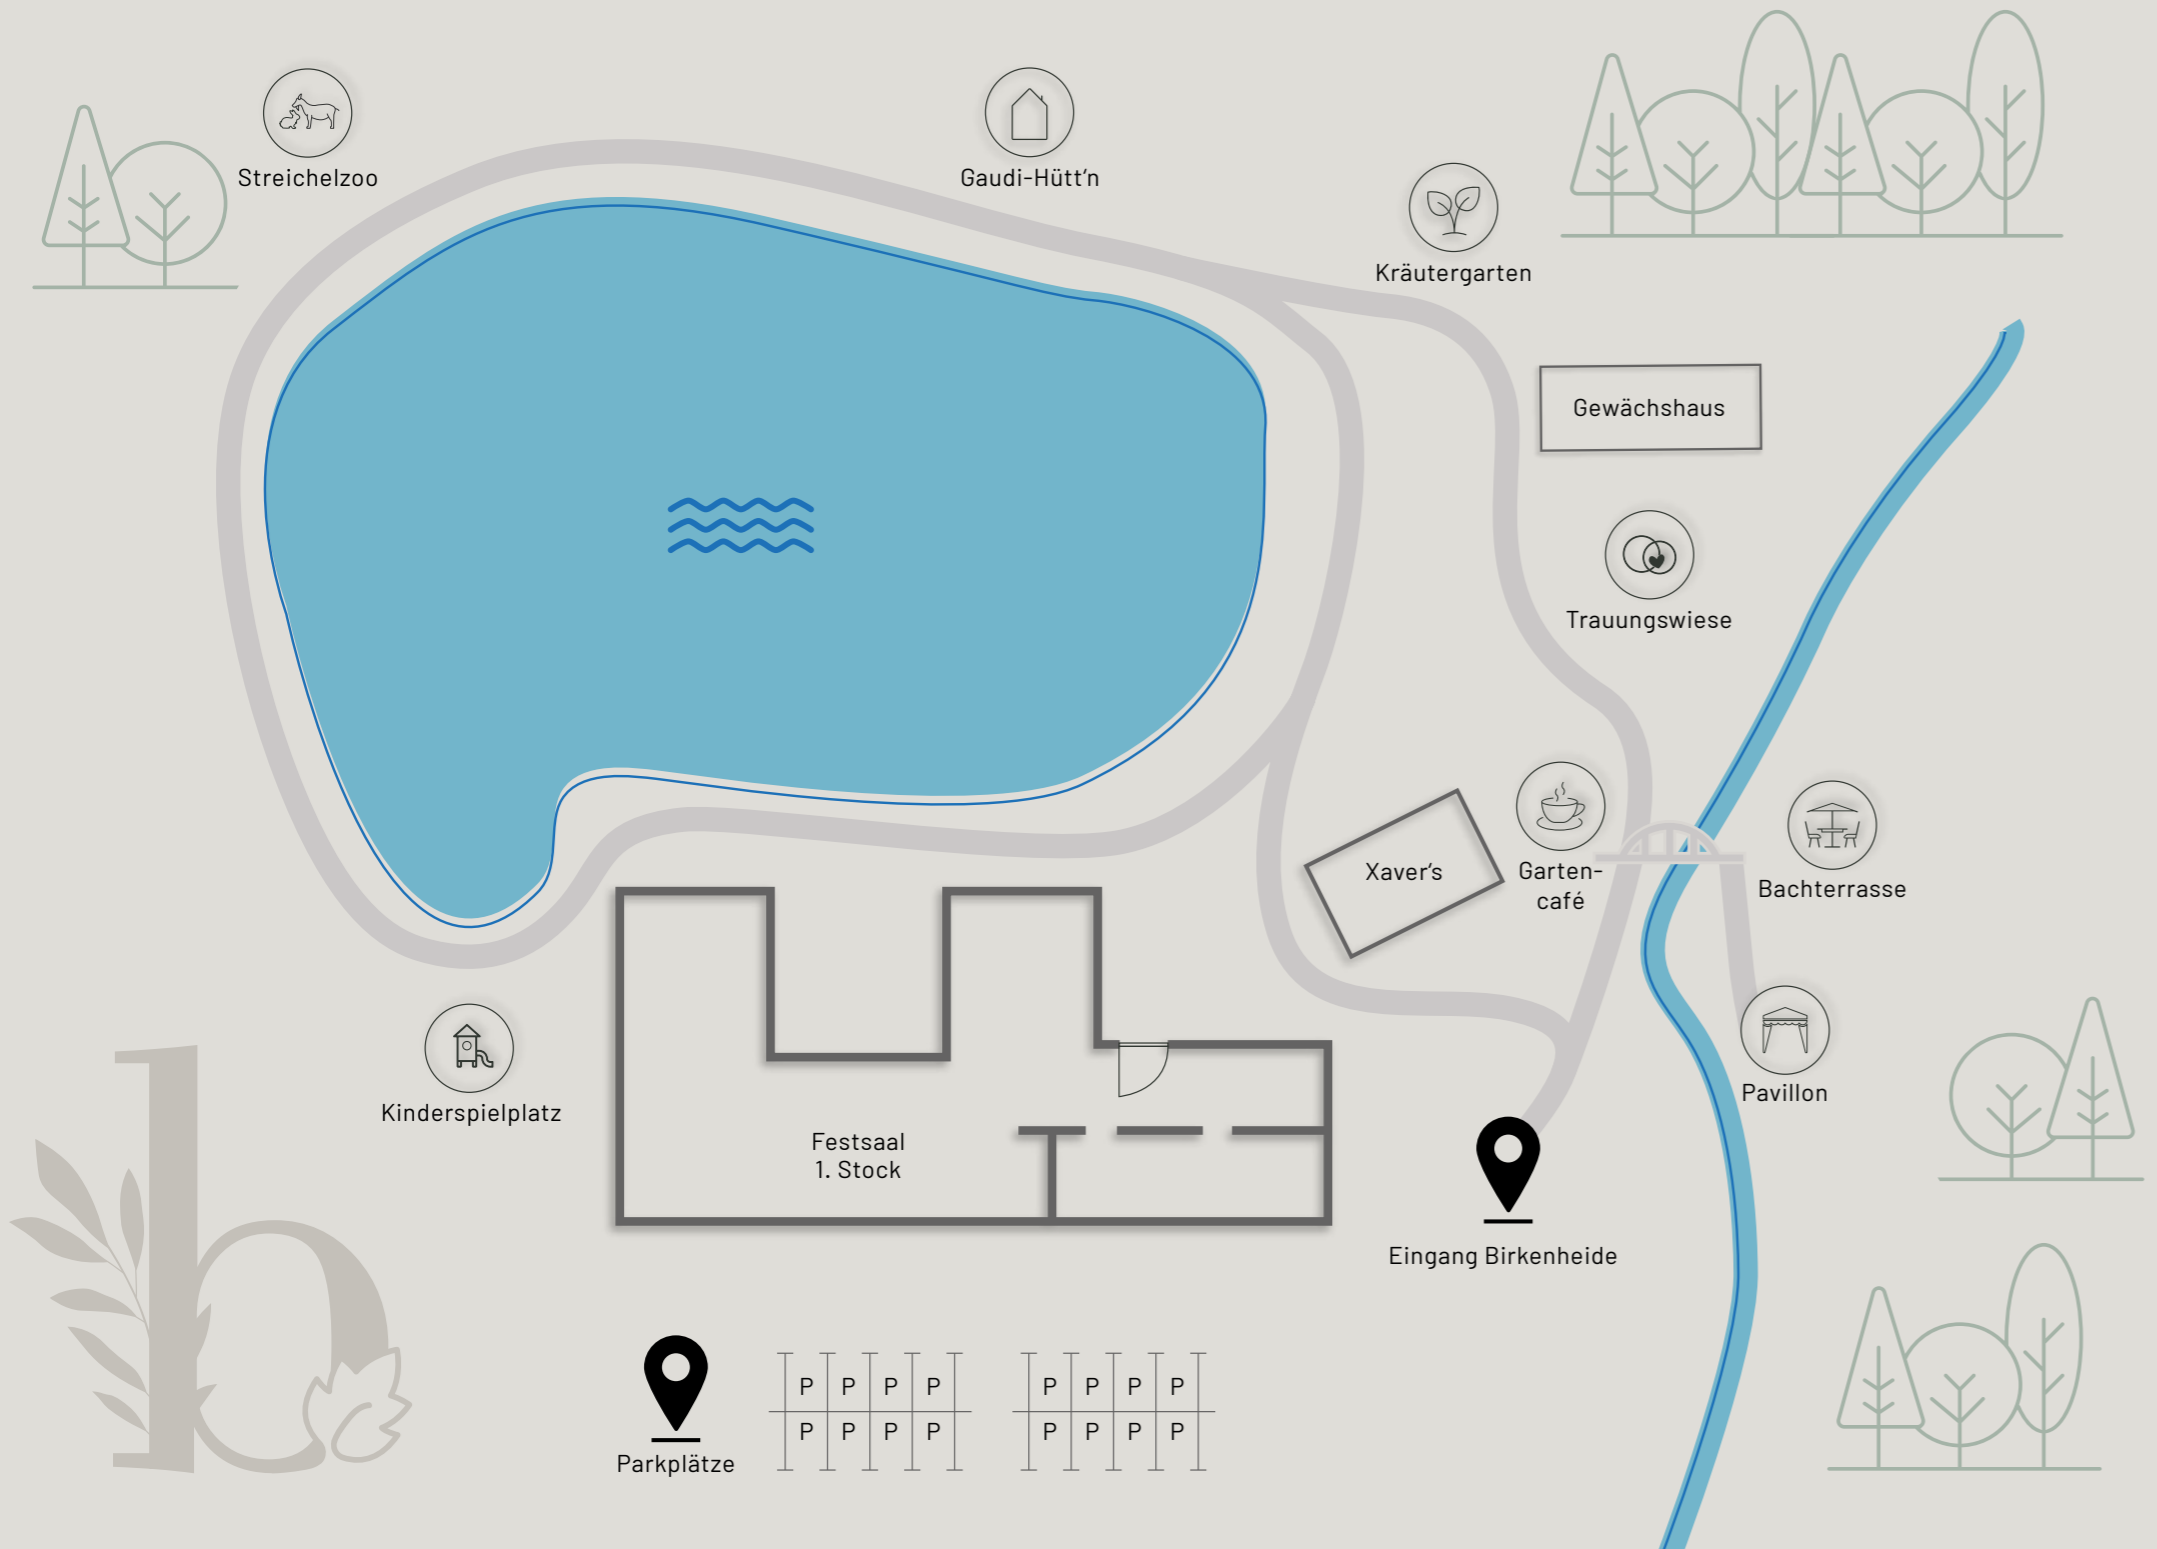 Streichelzoo
Gaudi-Hütt‘n
Kräutergarten
Gewächshaus
Trauungswiese
Xaver‘s
Garten-
café
Bachterrasse
Pavillon
Kinderspielplatz
Festsaal
1. Stock
Eingang Birkenheide
b
Parkplätze
P P P P P P P P
P P P P P P P P